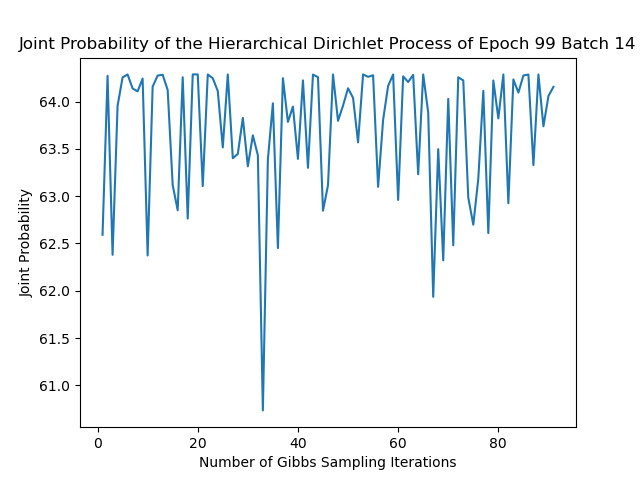 Joint Probability of the Hierarchical Dirichlet Process of Epoch 99 Batch 14
64.0
63.5
63.0
62.5
62.0
61.5
61.0
Joint Probability
0 20 40 60 80
Number of Gibbs Sampling Iterations